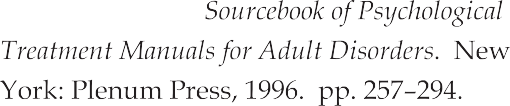 Sourcebook of Psychological
Treatment Manuals for Adult Disorders. New
York: Plenum Press, 1996. pp. 257–294.